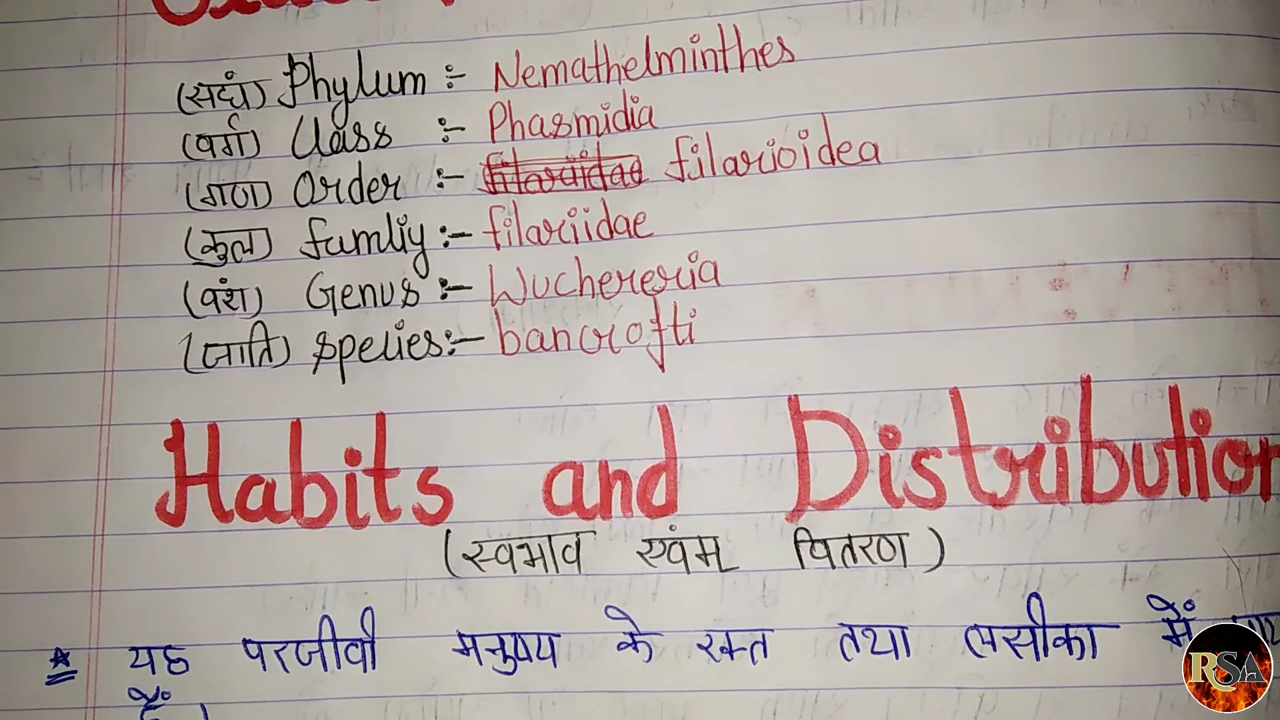 (संघ) Phylum :- Nemathelminthes
(वर्ग) Class :- Phasmidia
(गण) Order :- filariidae filarioidea
(कुल) famliy :- filariidae
(वंश) Genus :- Wuchereria
(जाति) species :- bancrofti
Habits and Distribution
(स्वभाव एवंम वितरण)
* यह परजीवी मनुष्य के रक्त तथा लसीका में
हैं।
RSA